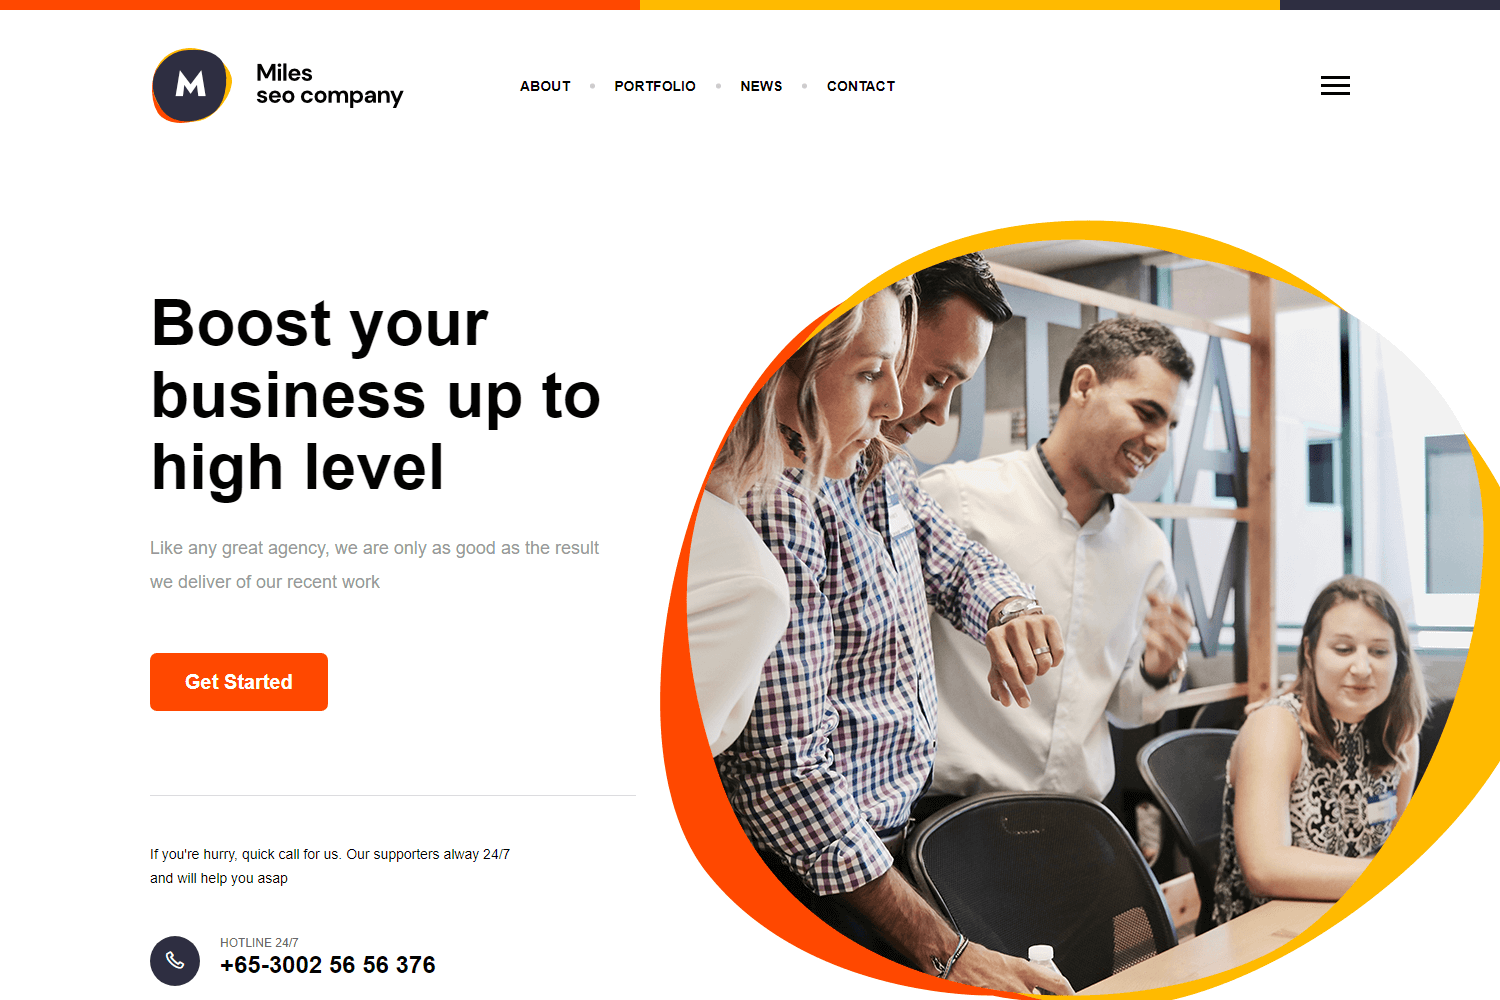 M
Miles
seo company
ABOUT
PORTFOLIO
NEWS
CONTACT
Boost your
business up to
high level
Like any great agency, we are only as good as the result
we deliver of our recent work
Get Started
If you're hurry, quick call for us. Our supporters alway 24/7
and will help you asap
HOTLINE 24/7
+65-3002 56 56 376